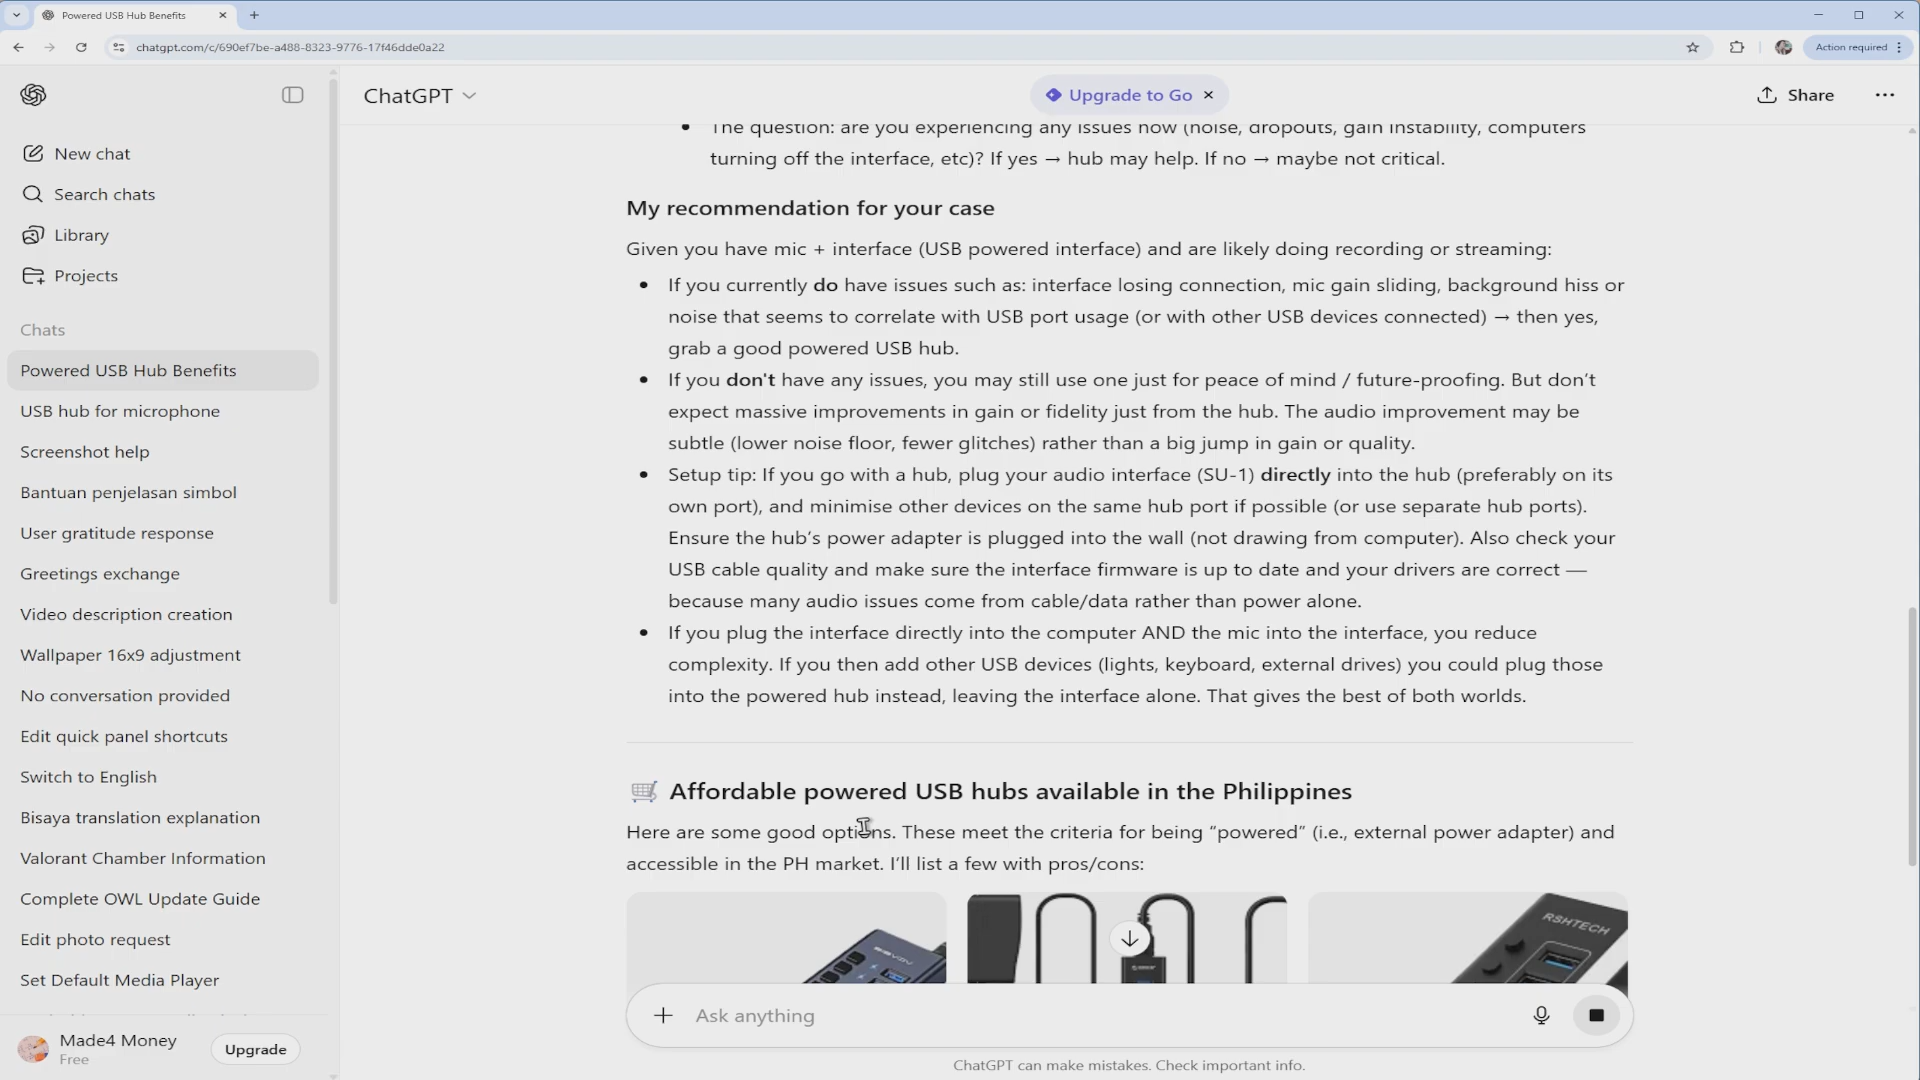 Powered USB Hub Benefits
chatgpt.com/c/690ef7be-a488-8323-9776-17f46dde0a22
Action required
ChatGPT
Upgrade to Go
Share
New chat
Search chats
Library
Projects
Chats
Powered USB Hub Benefits
USB hub for microphone
Screenshot help
Bantuan penjelasan simbol
User gratitude response
Greetings exchange
Video description creation
Wallpaper 16x9 adjustment
No conversation provided
Edit quick panel shortcuts
Switch to English
Bisaya translation explanation
Valorant Chamber Information
Complete OWL Update Guide
Edit photo request
Set Default Media Player
Made4 Money
Free
Upgrade
• The question: are you experiencing any issues now (noise, dropouts, gain instability, computers
turning off the interface, etc)? If yes → hub may help. If no → maybe not critical.
My recommendation for your case
Given you have mic + interface (USB powered interface) and are likely doing recording or streaming:
• If you currently do have issues such as: interface losing connection, mic gain sliding, background hiss or
noise that seems to correlate with USB port usage (or with other USB devices connected) → then yes,
grab a good powered USB hub.
• If you don't have any issues, you may still use one just for peace of mind / future-proofing. But don’t
expect massive improvements in gain or fidelity just from the hub. The audio improvement may be
subtle (lower noise floor, fewer glitches) rather than a big jump in gain or quality.
• Setup tip: If you go with a hub, plug your audio interface (SU-1) directly into the hub (preferably on its
own port), and minimise other devices on the same hub port if possible (or use separate hub ports).
Ensure the hub’s power adapter is plugged into the wall (not drawing from computer). Also check your
USB cable quality and make sure the interface firmware is up to date and your drivers are correct —
because many audio issues come from cable/data rather than power alone.
• If you plug the interface directly into the computer AND the mic into the interface, you reduce
complexity. If you then add other USB devices (lights, keyboard, external drives) you could plug those
into the powered hub instead, leaving the interface alone. That gives the best of both worlds.
🛒 Affordable powered USB hubs available in the Philippines
Here are some good options. These meet the criteria for being “powered” (i.e., external power adapter) and
accessible in the PH market. I’ll list a few with pros/cons:
RSHTECH
Ask anything
ChatGPT can make mistakes. Check important info.